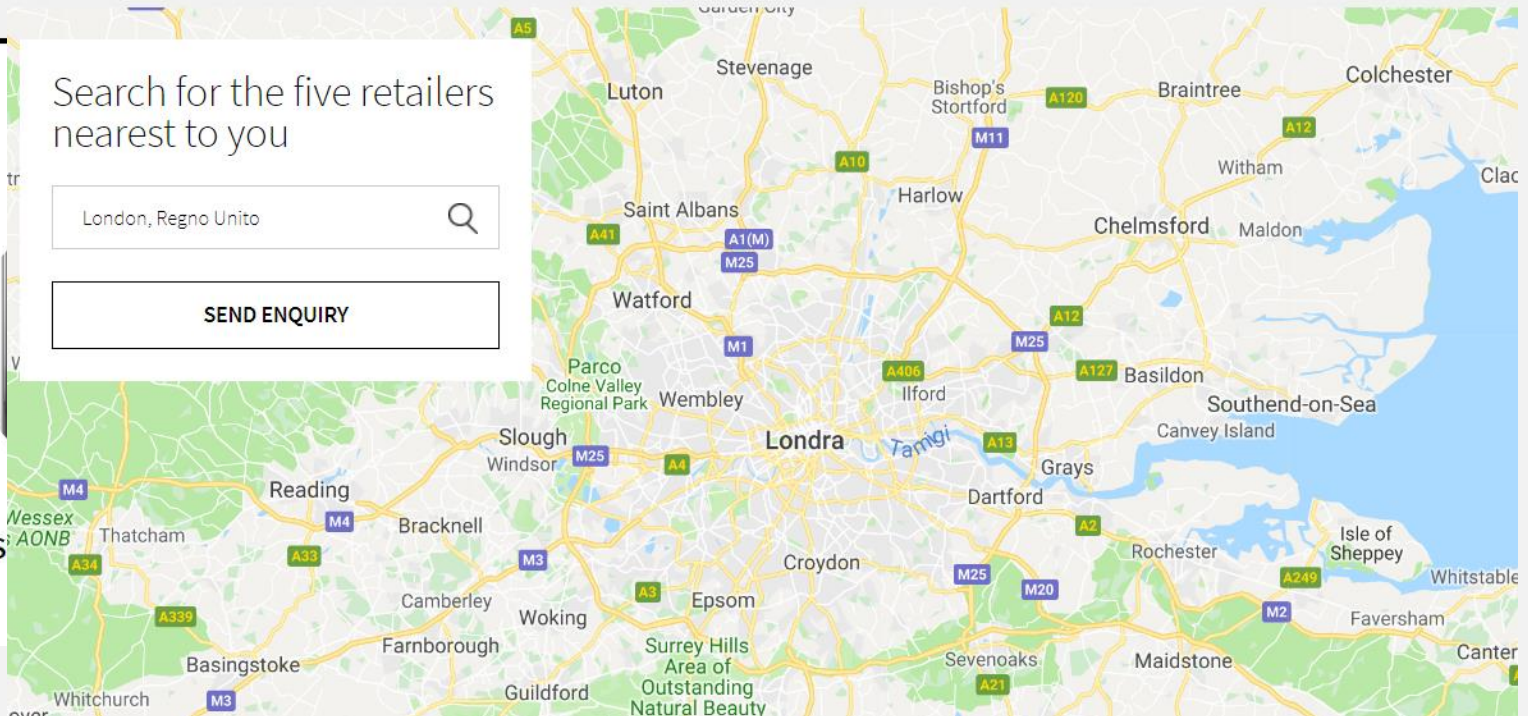 Search for the five retailers
nearest to you
London, Regno Unito
SEND ENQUIRY
A5
Garden City
Stevenage
Luton
Bishop's
Stortford
A120
Braintree
Colchester
M11
A12
A10
Witham
Harlow
Saint Albans
A41
A1(M)
M25
Chelmsford
Maldon
Watford
A12
M1
M25
Parco
Colne Valley
Regional Park
Wembley
A406
Ilford
A127
Basildon
Southend-on-Sea
Canvey Island
Slough
Windsor
M25
A4
Londra
Tamigi
A13
Grays
M4
Reading
M4
Dartford
Wessex
AONB
Thatcham
Bracknell
A2
A34
A33
M3
Croydon
M25
M20
Rochester
Isle of
Sheppey
A249
Whitstable
Camberley
A3
Epsom
A339
Woking
M2
Faversham
Farnborough
Surrey Hills
Area of
Outstanding
Natural Beauty
Basingstoke
Sevenoaks
A21
Maidstone
Whitchurch
M3
Guildford